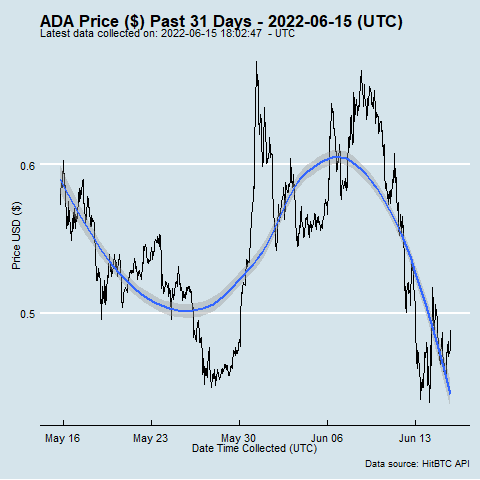 ADA Price ($) Past 31 Days - 2022-06-15 (UTC)
Latest data collected on: 2022-06-15 18:02:47 - UTC
Price USD ($)
0.6
0.5
May 16 May 23 May 30 Jun 06 Jun 13
Date Time Collected (UTC)
Data source: HitBTC API